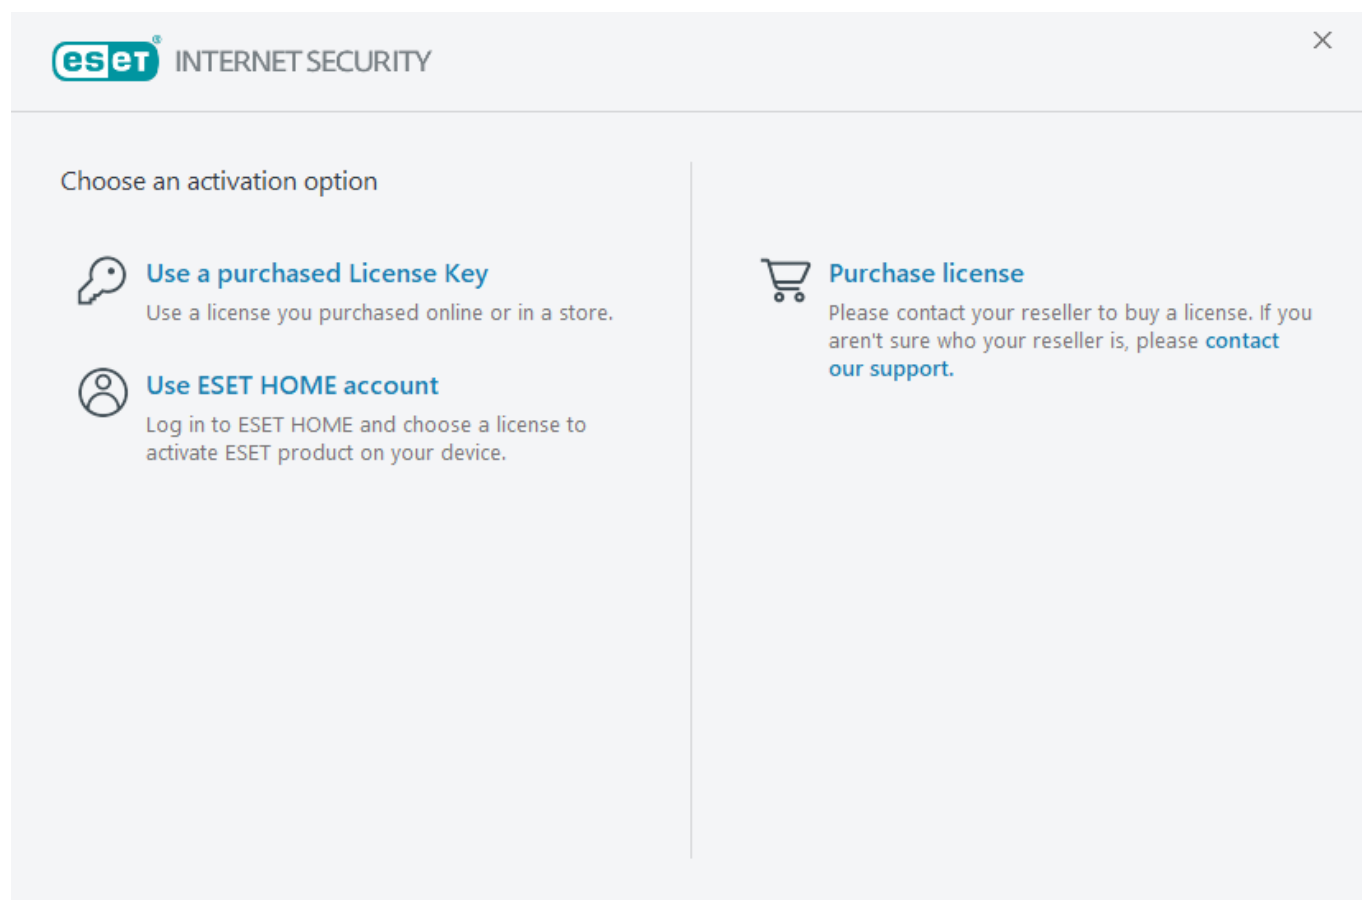 eset® INTERNET SECURITY
Choose an activation option
Use a purchased License Key
Use a license you purchased online or in a store.
Use ESET HOME account
Log in to ESET HOME and choose a license to
activate ESET product on your device.
Purchase license
Please contact your reseller to buy a license. If you
aren't sure who your reseller is, please contact
our support.